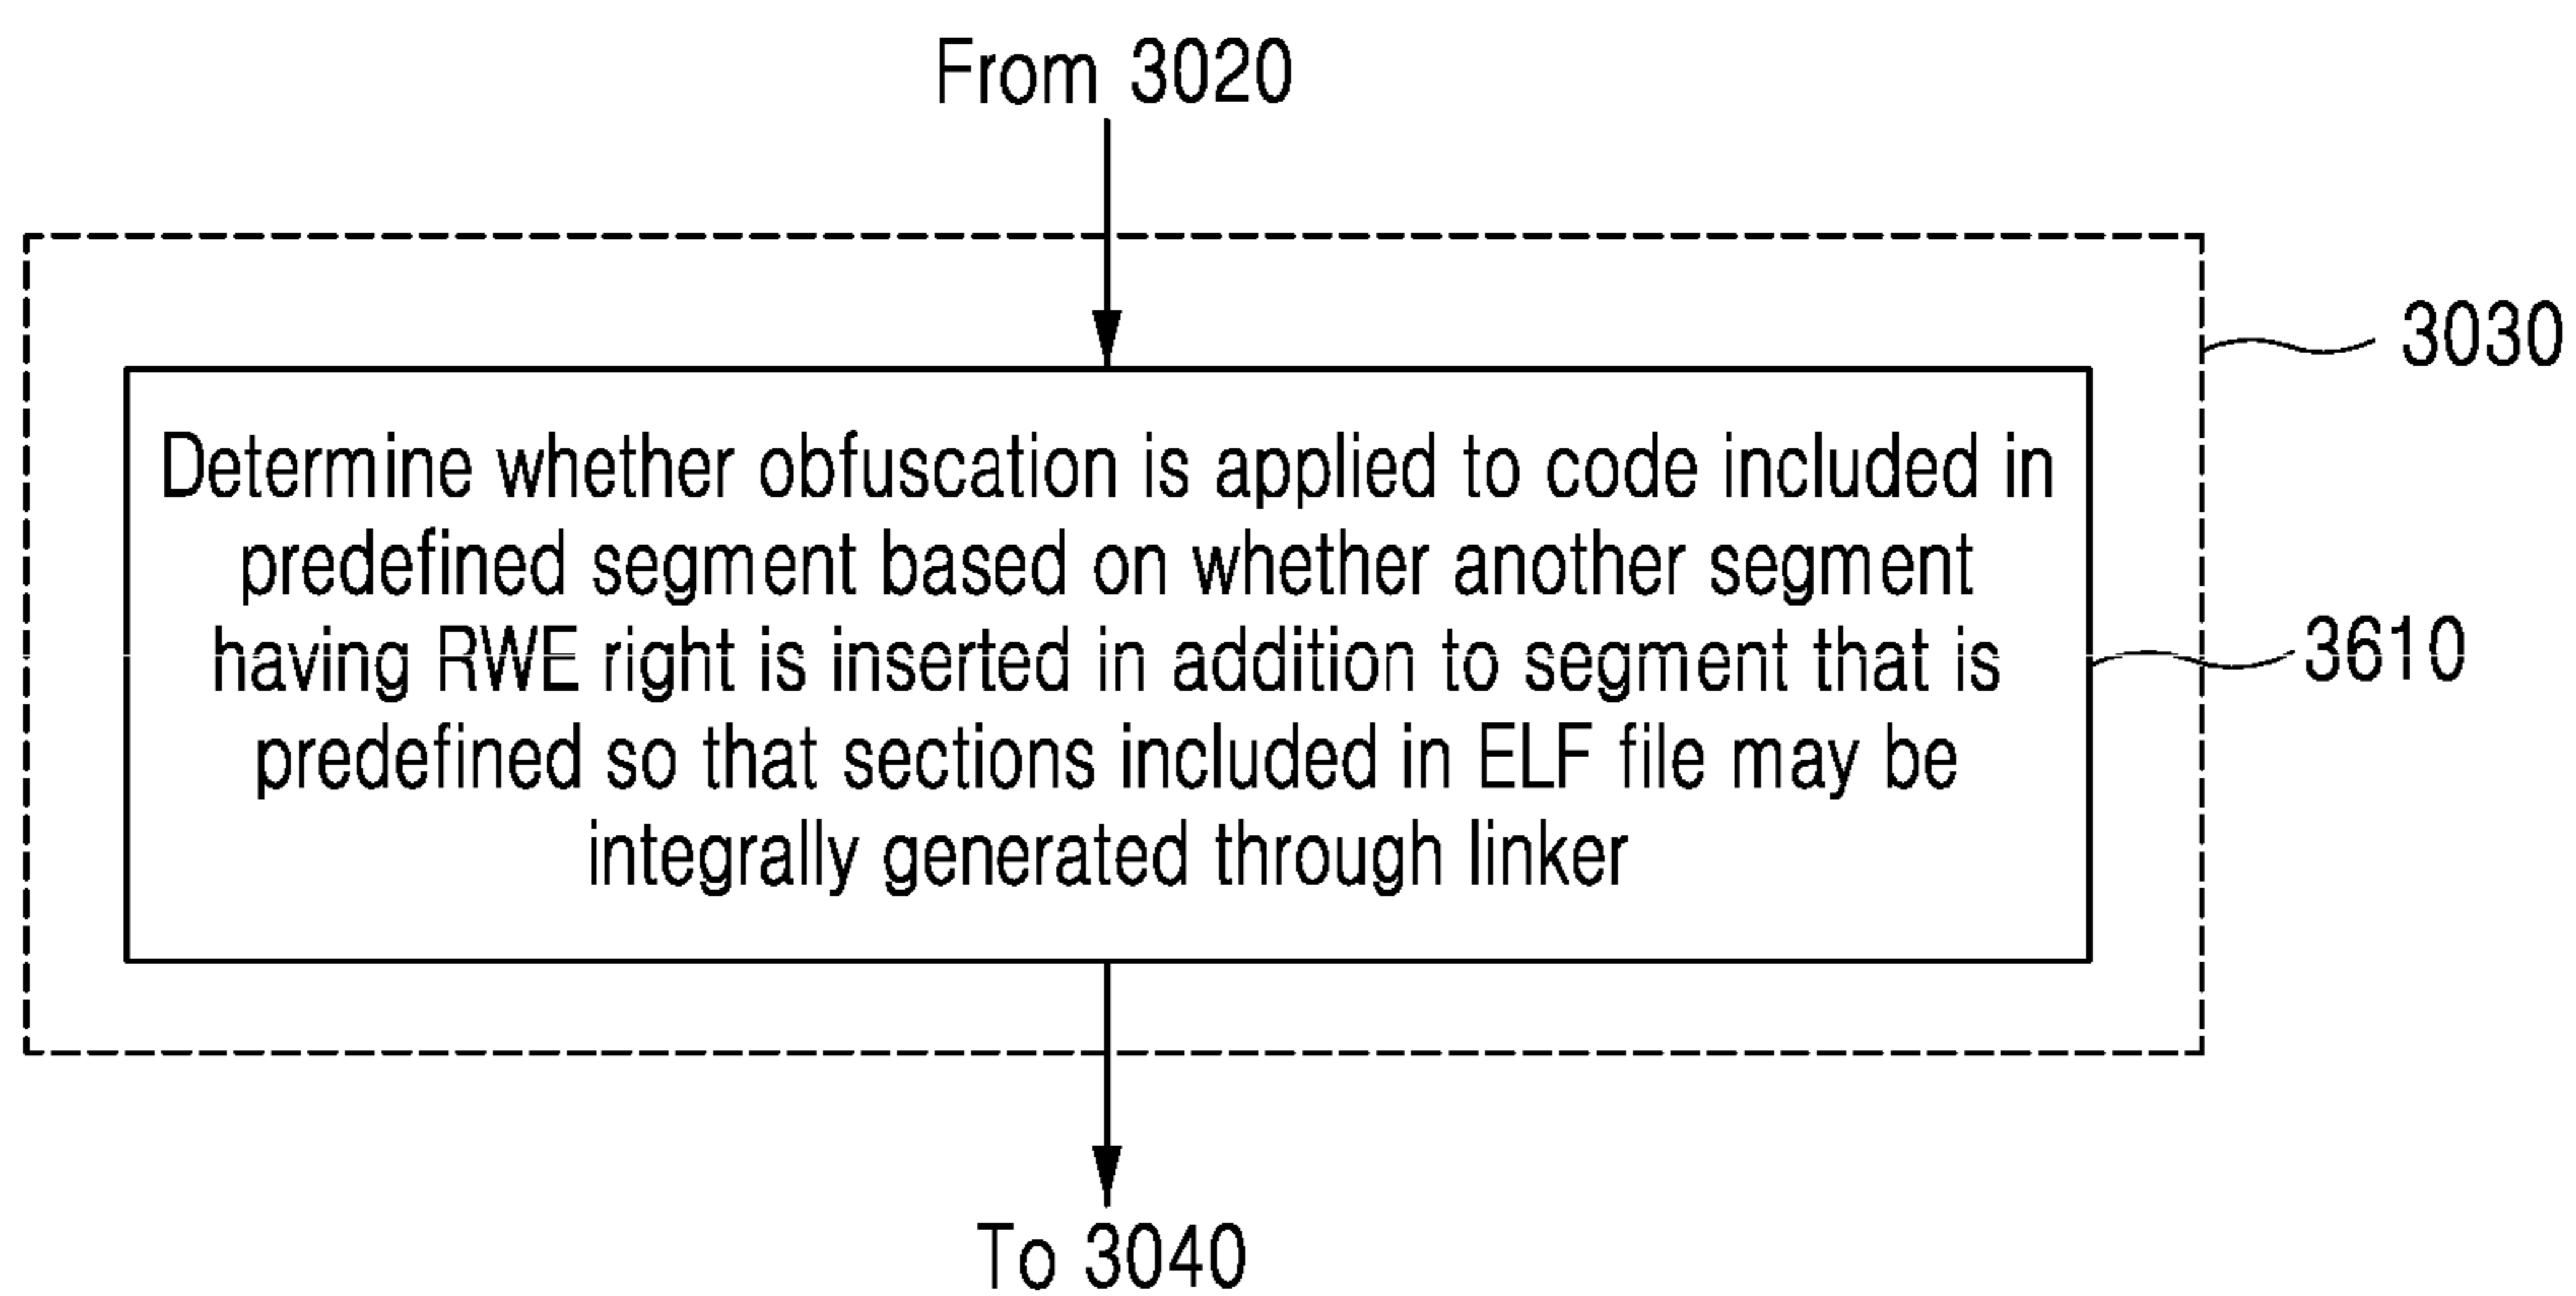 From 3020
3030
Determine whether obfuscation is applied to code included in
predefined segment based on whether another segment
having RWE right is inserted in addition to segment that is
predefined so that sections included in ELF file may be
integrally generated through linker
3610
To 3040